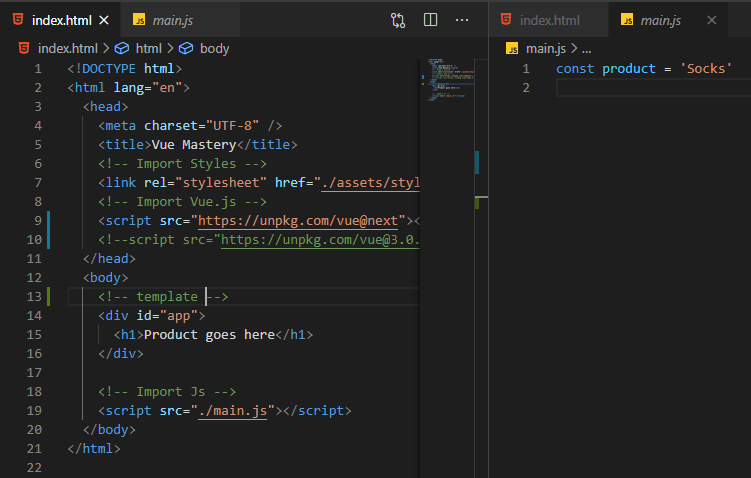 index.html
JS main.js
index.html > html > body
1 <!DOCTYPE html>
2 <html lang="en">
3 <head>
4 <meta charset="UTF-8" />
5 <title>Vue Mastery</title>
6 <!-- Import Styles -->
7 <link rel="stylesheet" href="./assets/styl
8 <!-- Import Vue.js -->
9 <script src="https://unpkg.com/vue@next"><
10 <!--script src="https://unpkg.com/vue@3.0.
11 </head>
12 <body>
13 <!-- template -->
14 <div id="app">
15 <h1>Product goes here</h1>
16 </div>
17
18 <!-- Import Js -->
19 <script src="./main.js"></script>
20 </body>
21 </html>
22
index.html
JS main.js
JS main.js > ...
1 const product = 'Socks'
2